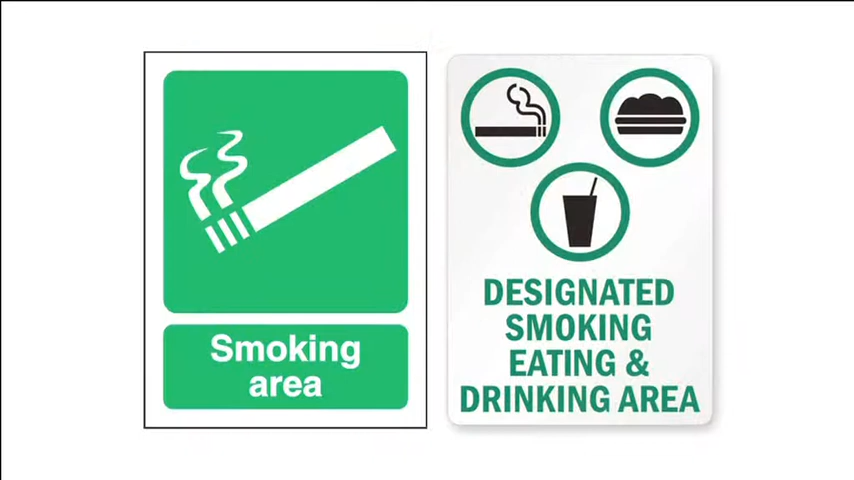 Smoking
area
DESIGNATED
SMOKING
EATING &
DRINKING AREA